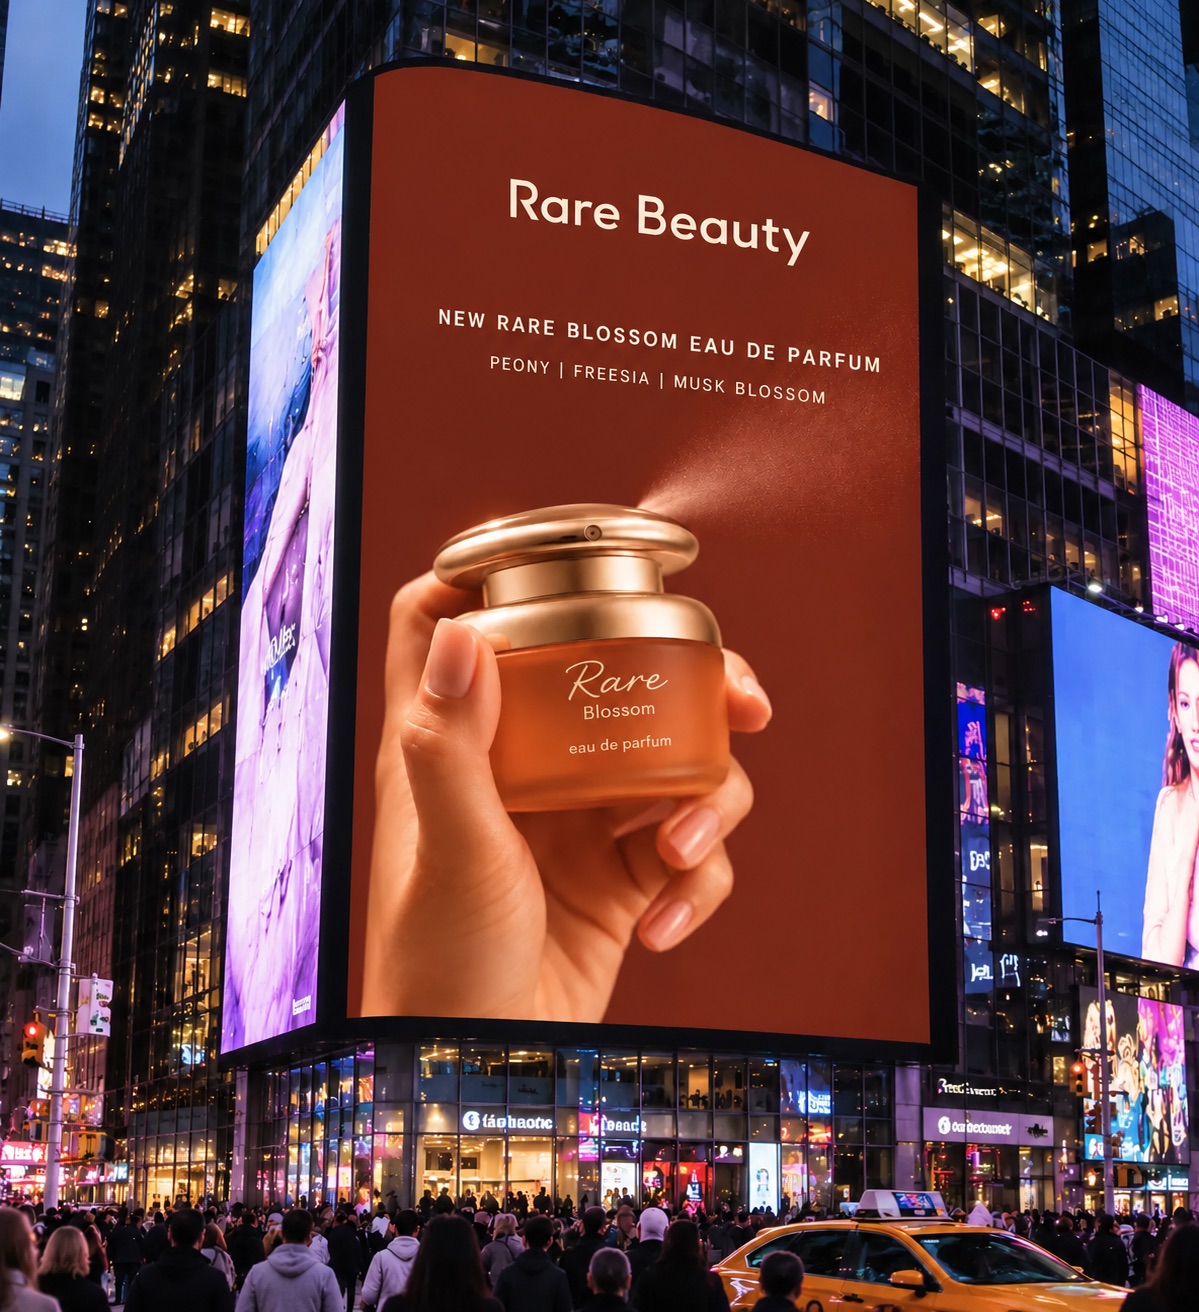 Rare Beauty
NEW RARE BLOSSOM EAU DE PARFUM
PEONY | FREESIA | MUSK BLOSSOM
Rare
Blossom
eau de parfum